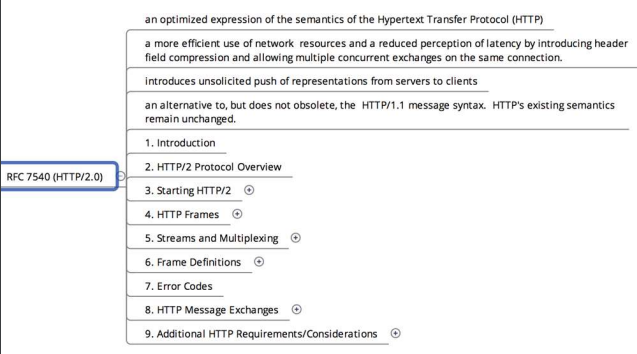 an optimized expression of the semantics of the Hypertext Transfer Protocol (HTTP)
a more efficient use of network resources and a reduced perception of latency by introducing header
field compression and allowing multiple concurrent exchanges on the same connection.
introduces unsolicited push of representations from servers to clients
an alternative to, but does not obsolete, the HTTP/1.1 message syntax. HTTP's existing semantics
remain unchanged.
1. Introduction
2. HTTP/2 Protocol Overview
RFC 7540 (HTTP/2.0)
3. Starting HTTP/2
4. HTTP Frames
5. Streams and Multiplexing
6. Frame Definitions
7. Error Codes
8. HTTP Message Exchanges
9. Additional HTTP Requirements/Considerations